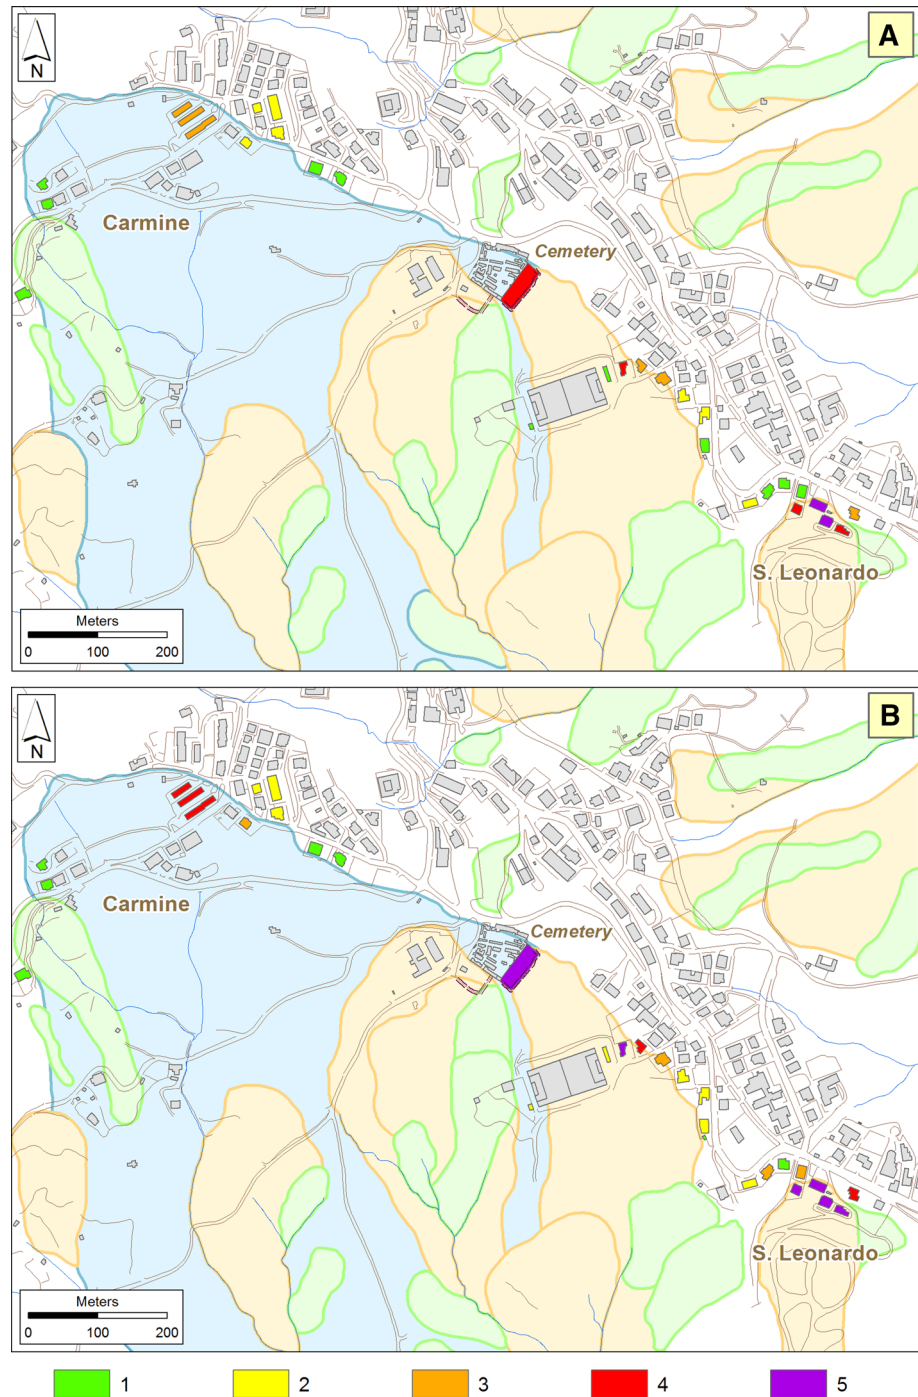 A
N
Carmine
Cemetery
S. Leonardo
Meters
0 100 200
B
N
Carmine
Cemetery
S. Leonardo
Meters
0 100 200
1 2 3 4 5